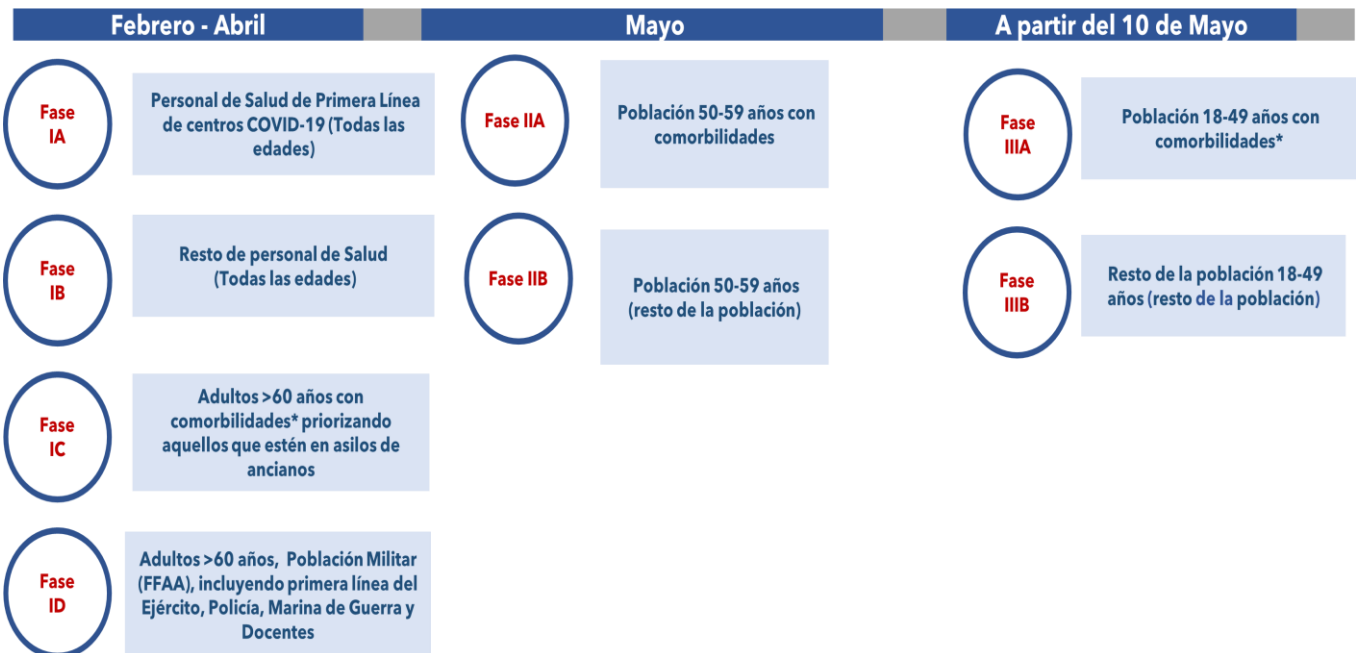 Febrero - Abril
Fase
IA
Personal de Salud de Primera Línea
de centros COVID-19 (Todas las
edades)
Fase
IB
Resto de personal de Salud
(Todas las edades)
Fase
IC
Adultos >60 años con
comorbilidades* priorizando
aquellos que estén en asilos de
ancianos
Fase
ID
Adultos >60 años, Población Militar
(FFAA), incluyendo primera línea del
Ejército, Policía, Marina de Guerra y
Docentes
Mayo
Fase IIA
Población 50-59 años con
comorbilidades
Fase IIB
Población 50-59 años
(resto de la población)
A partir del 10 de Mayo
Fase
IIIA
Población 18-49 años con
comorbilidades*
Fase
IIIB
Resto de la población 18-49
años (resto de la población)